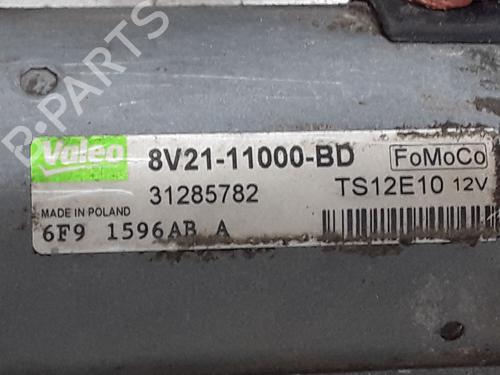 B-PARTS
Valeo
8V21-11000-BD
FoMoCo
31285782
TS12E10 12V
MADE IN POLAND
6F9 1596AB A